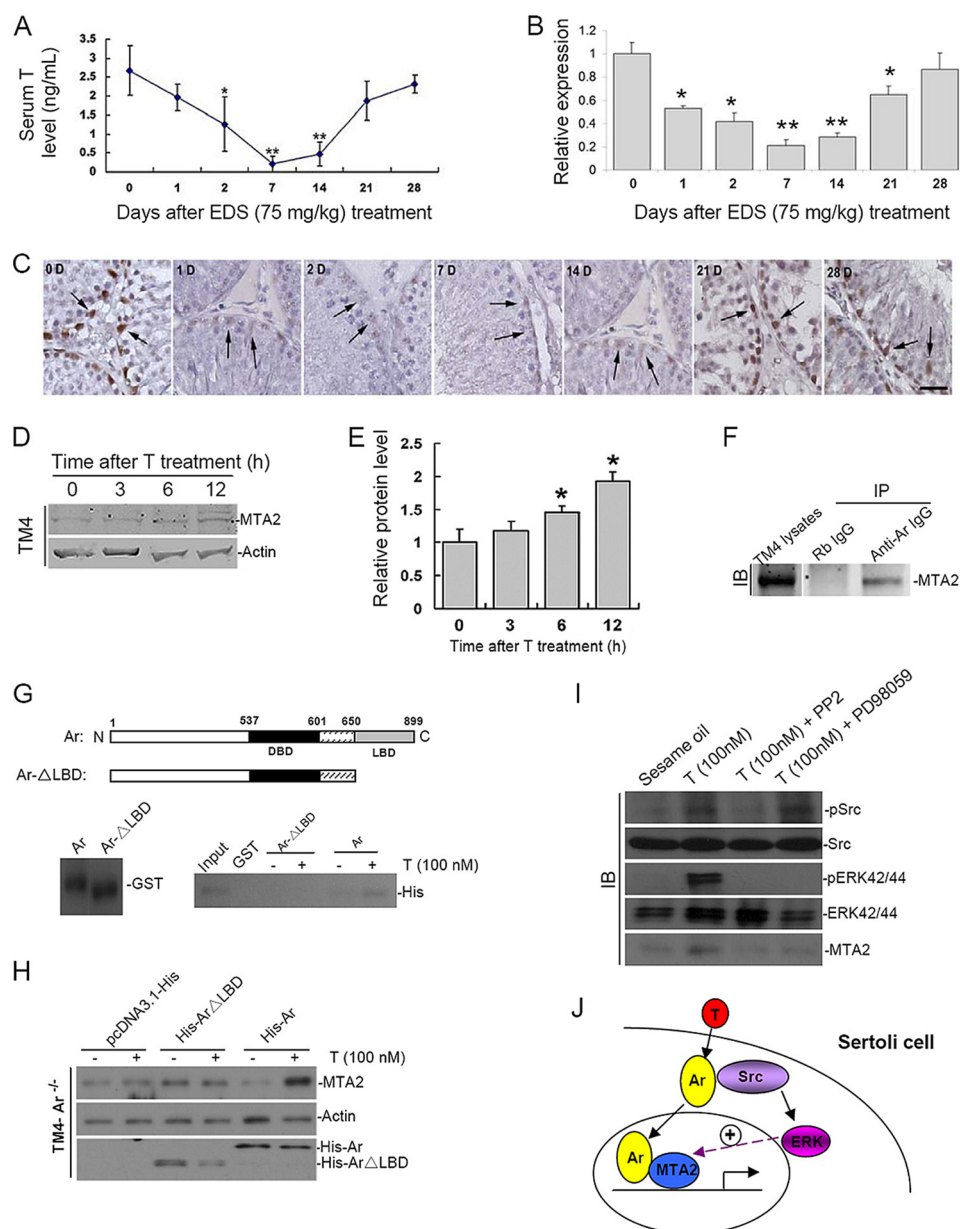 A
Serum T
level (ng/mL)
3.5
3
2.5
2
1.5
1
0.5
0
*
**
**
0 1 2 7 14 21 28
Days after EDS (75 mg/kg) treatment
B
Relative expression
1.2
1
0.8
0.6
0.4
0.2
0
*
*
**
**
*
0 1 2 7 14 21 28
Days after EDS (75 mg/kg) treatment
C
0 D
1 D
2 D
7 D
14 D
21 D
28 D
D
Time after T treatment (h)
0 3 6 12
TM4
-MTA2
-Actin
E
Relative protein level
2.5
2
1.5
1
0.5
0
*
*
0 3 6 12
Time after T treatment (h)
F
IP
TM4 lysates
Rb IgG
Anti-Ar IgG
IB
-MTA2
G
1 537 601 650 899
Ar: N C
DBD LBD
Ar-△LBD:
Ar
Ar-△LBD
-GST
Input
GST
Ar-△LBD
Ar
- + - + T (100 nM)
-His
H
pcDNA3.1-His
His-Ar△LBD
His-Ar
- + - + - + T (100 nM)
TM4- Ar -/-
-MTA2
-Actin
-His-Ar
-His-Ar△LBD
I
Sesame oil
T (100nM)
T (100nM) + PP2
T (100nM) + PD98059
IB
-pSrc
-Src
-pERK42/44
-ERK42/44
-MTA2
J
T
Sertoli cell
Ar
Src
+
ERK
Ar
MTA2